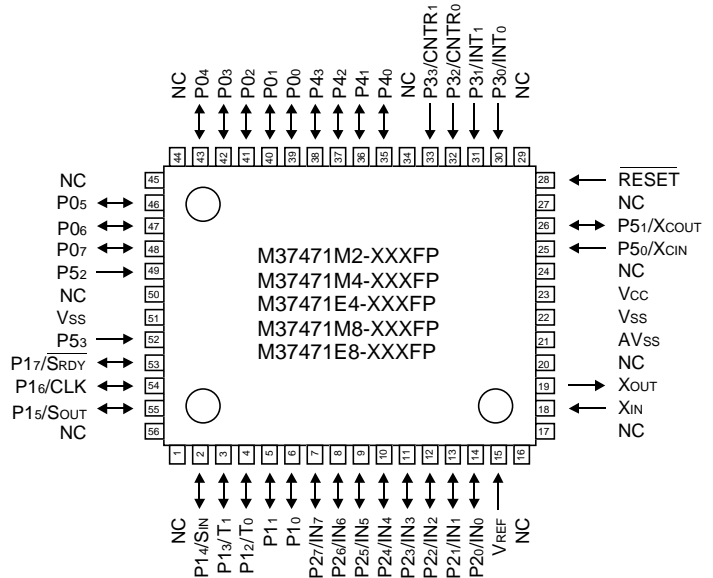 NC
P04
P03
P02
P01
P00
P43
P42
P41
P40
NC
P33/CNTR1
P32/CNTR0
P31/INT1
P30/INT0
NC
44
43
42
41
40
39
38
37
36
35
34
33
32
31
30
29
NC 45
P05 46
P06 47
P07 48
P52 49
NC 50
VSS 51
P53 52
P17/SRDY 53
P16/CLK 54
P15/SOUT 55
NC 56
M37471M2-XXXFP
M37471M4-XXXFP
M37471E4-XXXFP
M37471M8-XXXFP
M37471E8-XXXFP
28 RESET
27 NC
26 P51/XCOUT
25 P50/XCIN
24 NC
23 VCC
22 VSS
21 AVSS
20 NC
19 XOUT
18 XIN
17 NC
1
2
3
4
5
6
7
8
9
10
11
12
13
14
15
16
NC
P14/SIN
P13/T1
P12/T0
P11
P10
P27/IN7
P26/IN6
P25/IN5
P24/IN4
P23/IN3
P22/IN2
P21/IN1
P20/IN0
VREF
NC